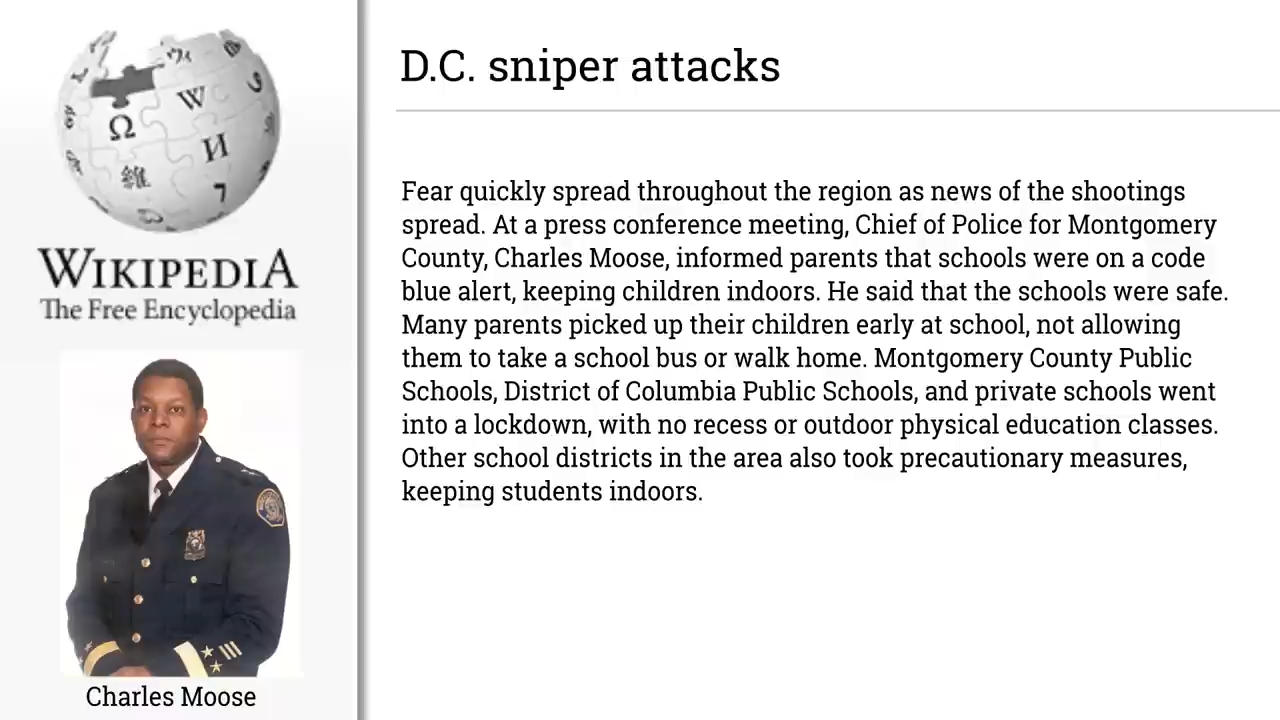 D.C. sniper attacks
Fear quickly spread throughout the region as news of the shootings
spread. At a press conference meeting, Chief of Police for Montgomery
County, Charles Moose, informed parents that schools were on a code
blue alert, keeping children indoors. He said that the schools were safe.
Many parents picked up their children early at school, not allowing
them to take a school bus or walk home. Montgomery County Public
Schools, District of Columbia Public Schools, and private schools went
into a lockdown, with no recess or outdoor physical education classes.
Other school districts in the area also took precautionary measures,
keeping students indoors.
Ω
W
И
維
7
WIKIPEDIA
The Free Encyclopedia
Charles Moose